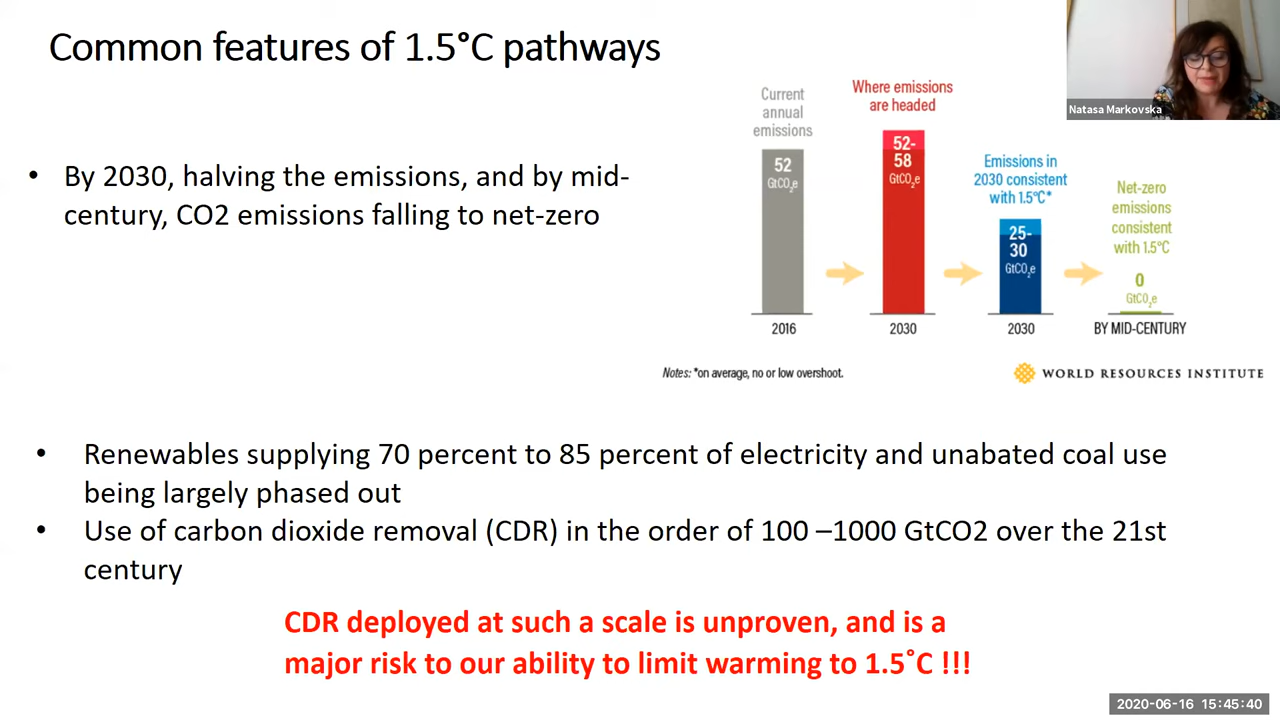 Common features of 1.5°C pathways
Natasa Markovska
• By 2030, halving the emissions, and by mid-
century, CO2 emissions falling to net-zero
Current
annual
emissions
52
GtCO₂e
2016
Where emissions
are headed
52-
58
GtCO₂e
2030
Emissions in
2030 consistent
with 1.5°C*
25-
30
GtCO₂e
2030
Net-zero
emissions
consistent
with 1.5°C
0
GtCO₂e
BY MID-CENTURY
Notes: *on average, no or low overshoot.
WORLD RESOURCES INSTITUTE
• Renewables supplying 70 percent to 85 percent of electricity and unabated coal use
being largely phased out
• Use of carbon dioxide removal (CDR) in the order of 100 –1000 GtCO2 over the 21st
century
CDR deployed at such a scale is unproven, and is a
major risk to our ability to limit warming to 1.5˚C !!!
2020-06-16 15:45:40